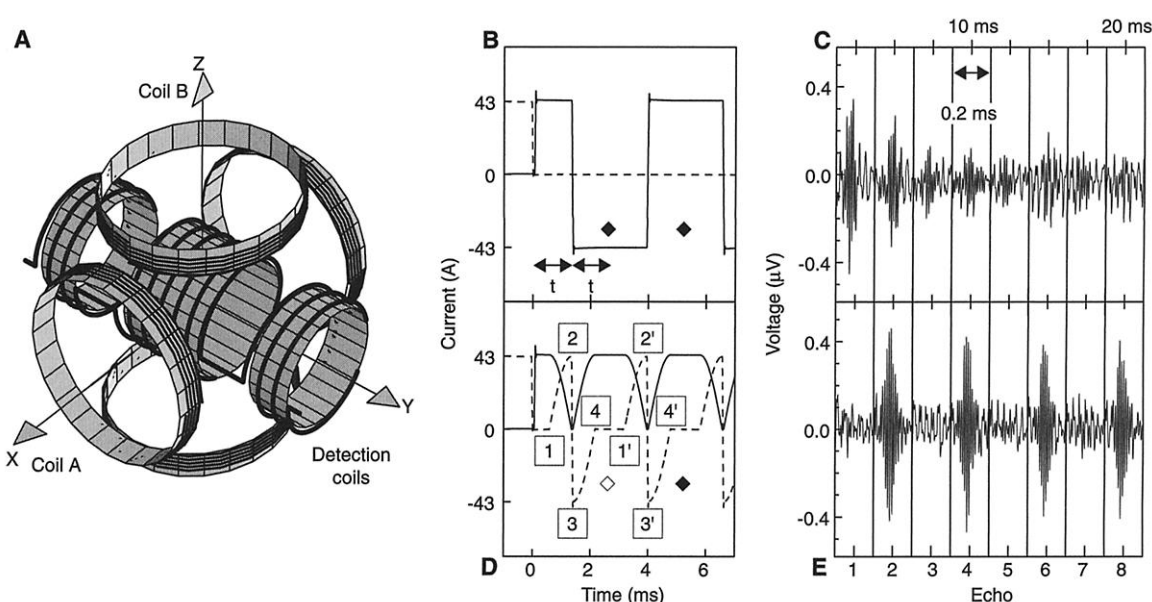 A
Z
Coil B
X
Coil A
Y
Detection
coils
B
43
0
-43
t
t
Current (A)
43
0
-43
2
2'
4
4'
1
1'
3
3'
D
0
2
4
6
Time (ms)
C
10 ms
20 ms
0.2 ms
0.4
0.0
-0.4
Voltage (µV)
0.4
0.0
-0.4
E
1
2
3
4
5
6
7
8
Echo